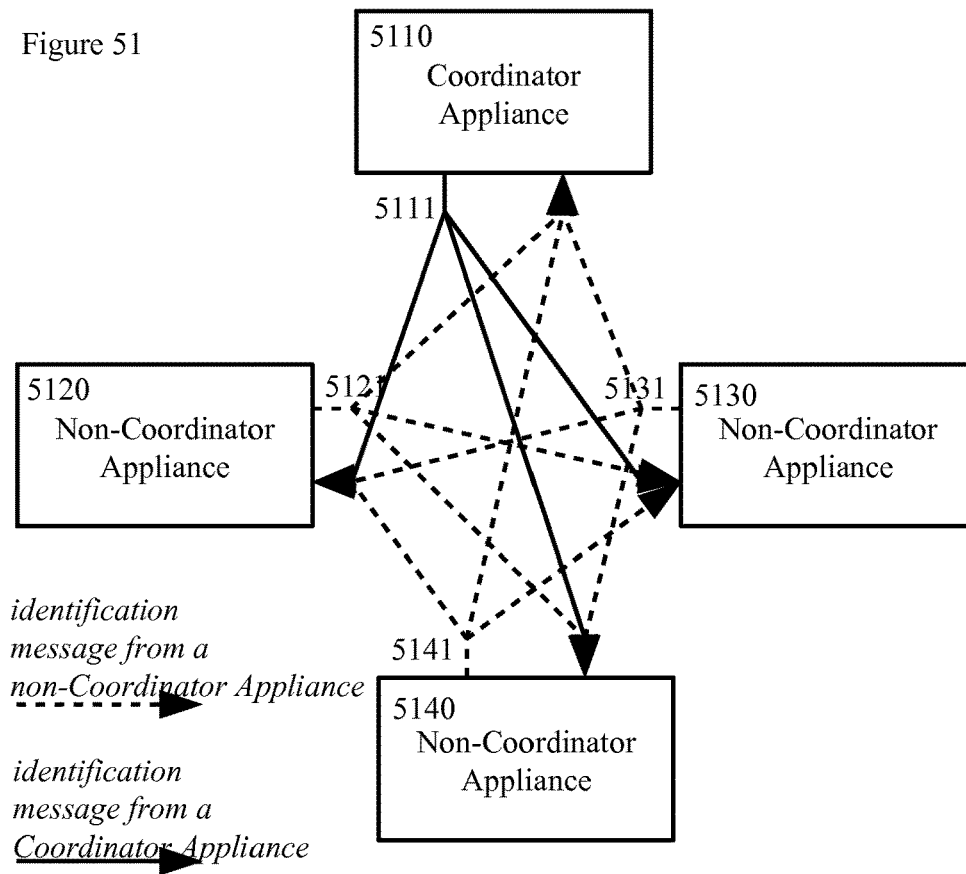 Figure 51
5110
Coordinator
Appliance
5111
5120
Non-Coordinator
Appliance
5121
5131
5130
Non-Coordinator
Appliance
identification
message from a
non-Coordinator Appliance
5141
5140
Non-Coordinator
Appliance
identification
message from a
Coordinator Appliance